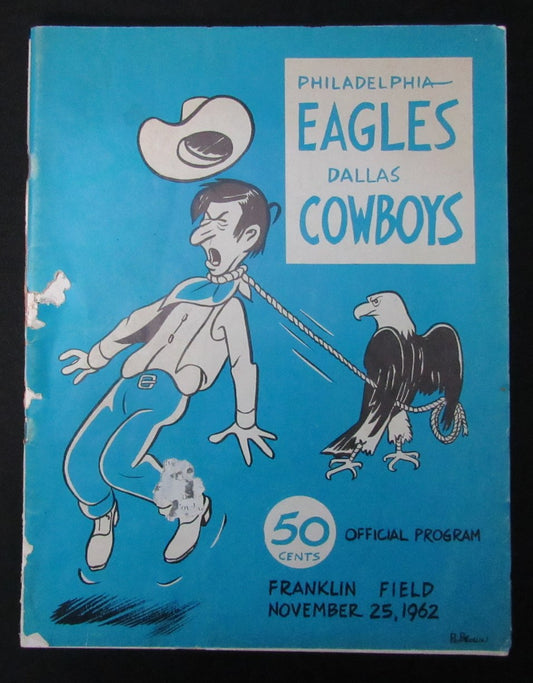 PHILADELPHIA
EAGLES
DALLAS
COWBOYS
50
CENTS
OFFICIAL PROGRAM
FRANKLIN FIELD
NOVEMBER 25, 1962